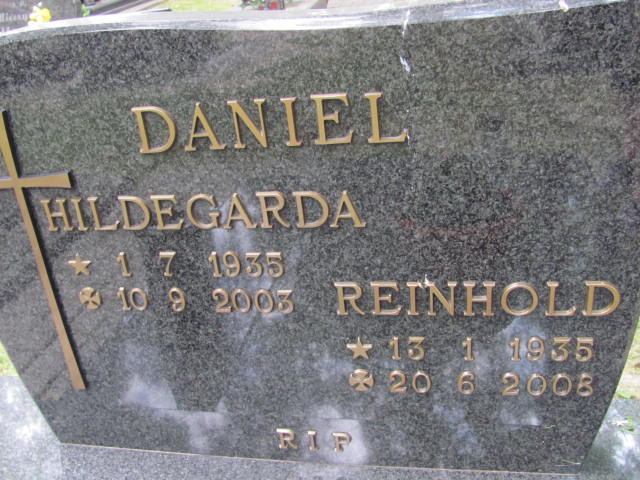 DANIEL
HILDEGARDA
1 7 1935
10 9 2003
REINHOLD
13 1 1935
20 6 2008
RIP